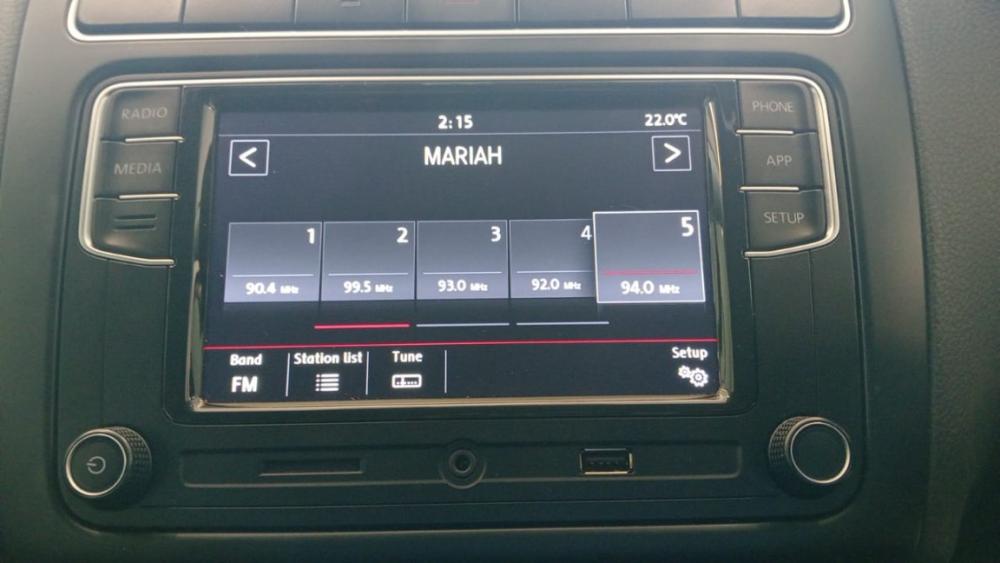 RADIO
MEDIA
PHONE
APP
SETUP
2:15 22.0°C
< MARIAH >
1 2 3 4 5
90.4 MHz 99.5 MHz 93.0 MHz 92.0 MHz 94.0 MHz
Band Station list Tune Setup
FM